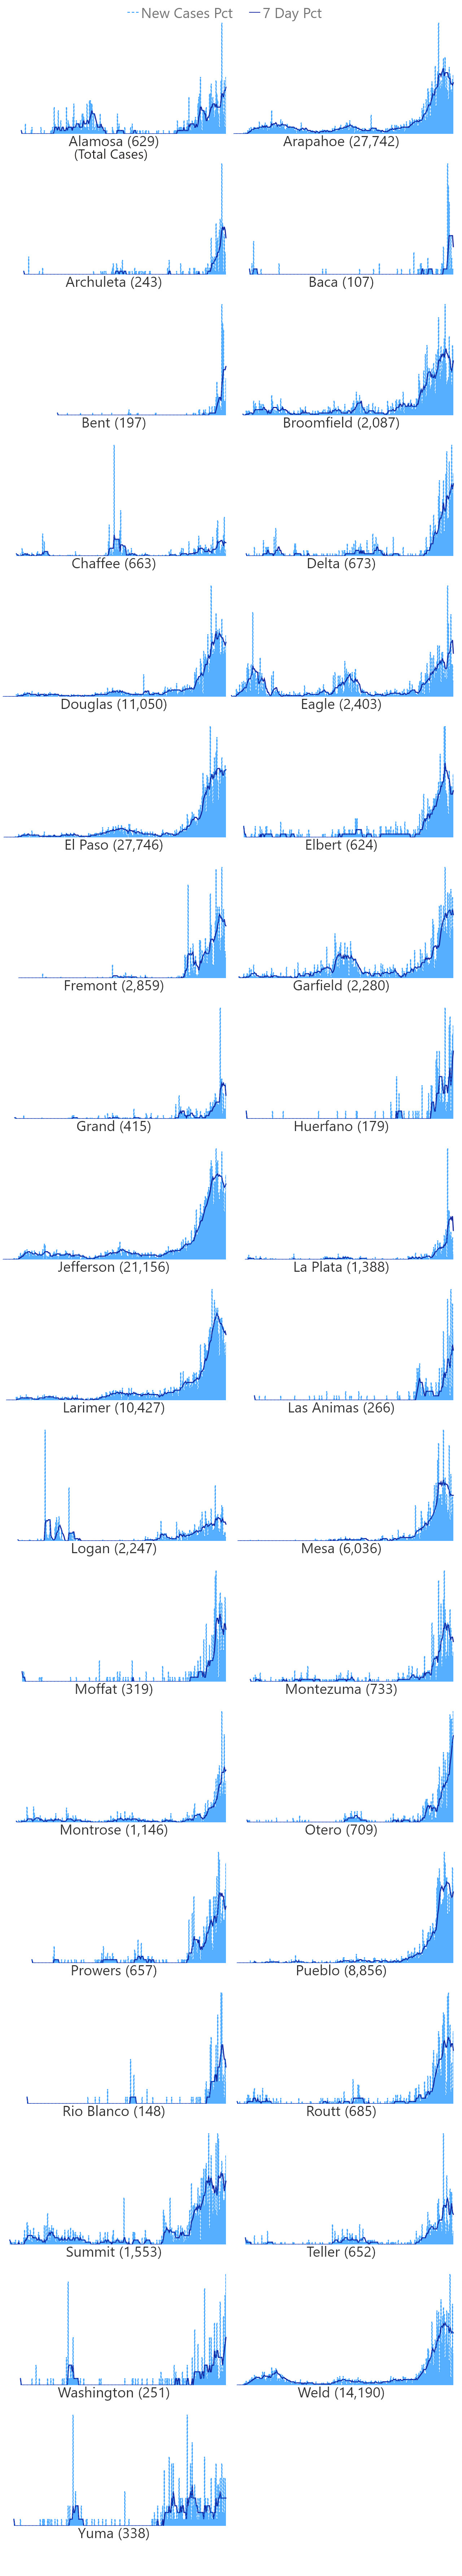 New Cases Pct 7 Day Pct
Alamosa (629)
(Total Cases)
Arapahoe (27,742)
Archuleta (243)
Baca (107)
Bent (197)
Broomfield (2,087)
Chaffee (663)
Delta (673)
Douglas (11,050)
Eagle (2,403)
El Paso (27,746)
Elbert (624)
Fremont (2,859)
Garfield (2,280)
Grand (415)
Huerfano (179)
Jefferson (21,156)
La Plata (1,388)
Larimer (10,427)
Las Animas (266)
Logan (2,247)
Mesa (6,036)
Moffat (319)
Montezuma (733)
Montrose (1,146)
Otero (709)
Prowers (657)
Pueblo (8,856)
Rio Blanco (148)
Routt (685)
Summit (1,553)
Teller (652)
Washington (251)
Weld (14,190)
Yuma (338)